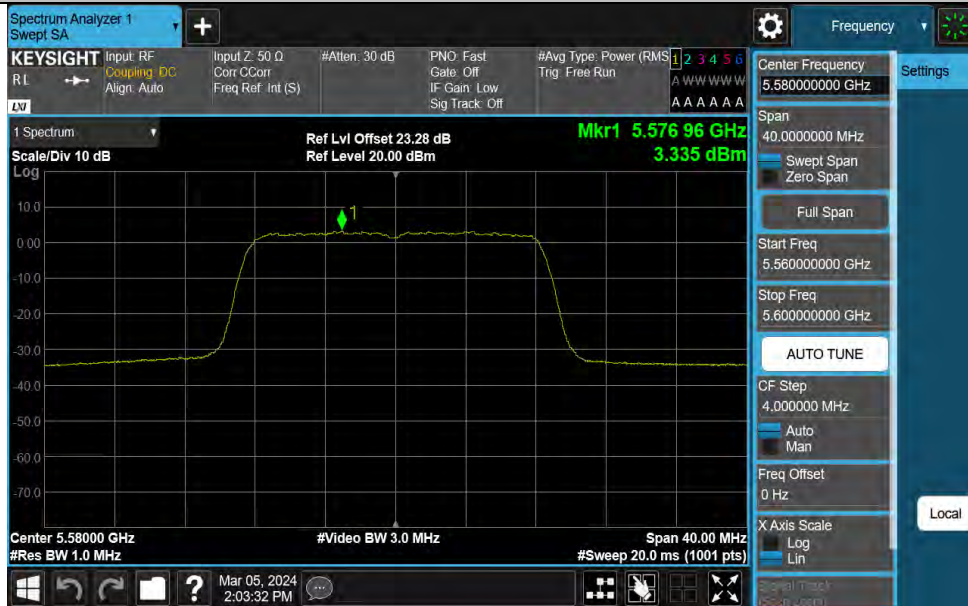 Spectrum Analyzer 1
Swept SA
+
Frequency
KEYSIGHT
RL
LXI
Input: RF
Coupling: DC
Align: Auto
Input Z: 50 Ω
Corr CCorr
Freq Ref: Int (S)
#Atten: 30 dB
PNO: Fast
Gate: Off
IF Gain: Low
Sig Track: Off
#Avg Type: Power (RMS
Trig: Free Run
1 2 3 4 5 6
A W W W W W
A A A A A A
1 Spectrum
Scale/Div 10 dB
Log
Ref Lvl Offset 23.28 dB
Ref Level 20.00 dBm
Mkr1 5.576 96 GHz
3.335 dBm
1
10.0
0.00
-10.0
-20.0
-30.0
-40.0
-50.0
-60.0
-70.0
Center 5.58000 GHz
#Video BW 3.0 MHz
Span 40.00 MHz
#Res BW 1.0 MHz
#Sweep 20.0 ms (1001 pts)
?
Mar 05, 2024
2:03:32 PM
Center Frequency
5.580000000 GHz
Settings
Span
40.0000000 MHz
Swept Span
Zero Span
Full Span
Start Freq
5.560000000 GHz
Stop Freq
5.600000000 GHz
AUTO TUNE
CF Step
4.000000 MHz
Auto
Man
Freq Offset
0 Hz
Local
X Axis Scale
Log
Lin
Signal Track